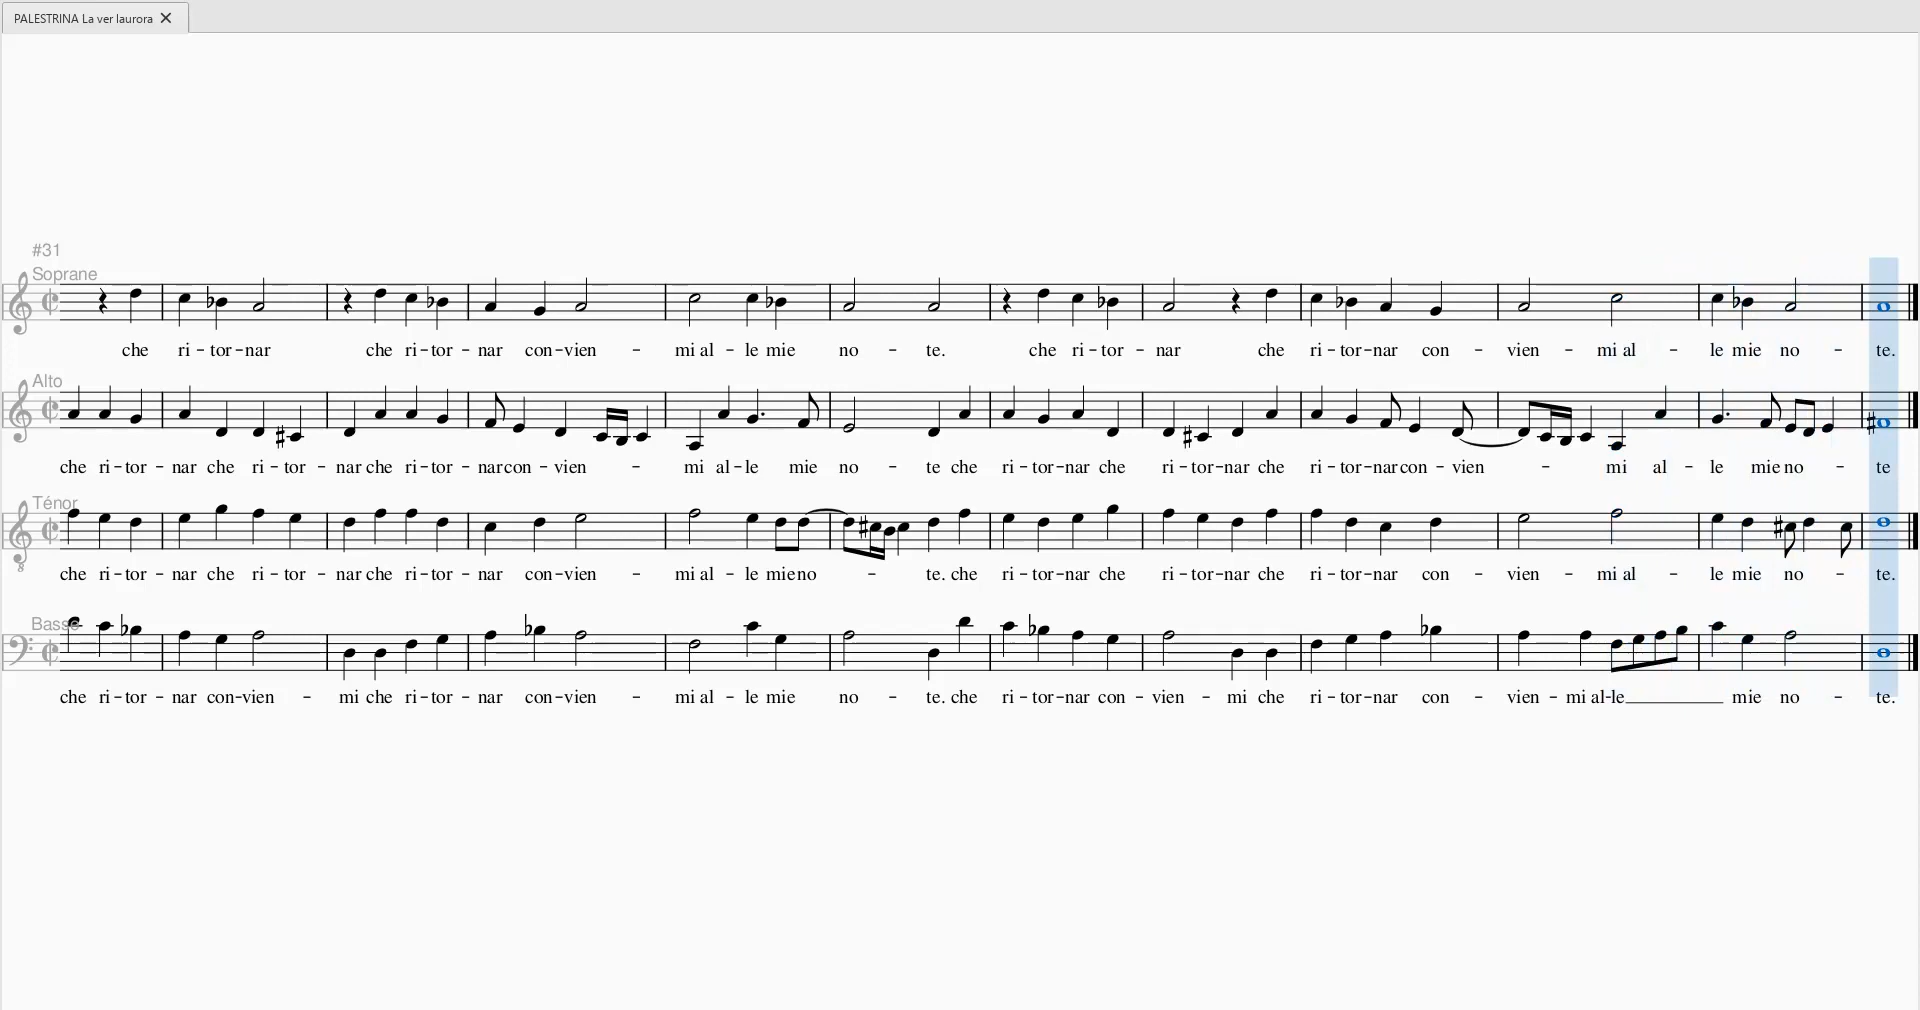 PALESTRINA La ver laurora
#31
Soprane
che ri-tor-nar che ri-tor-nar con-vien - mi al-le mie no - te. che ri-tor-nar che ri-tor-nar con-vien - mi al-le mie no - te.
Alto
che ri-tor-nar che ri-tor-nar che ri-tor-nar con-vien - - mi al-le mie no - te che ri-tor-nar che ri-tor-nar che ri-tor-nar con-vien - mi al-le mie no - te
Ténor
che ri-tor-nar che ri-tor-nar che ri-tor-nar con-vien - mi al-le mie no - te. che ri-tor-nar che ri-tor-nar che ri-tor-nar con-vien - mi al-le mie no - te.
Basse
che ri-tor-nar con-vien - mi che ri-tor-nar con-vien - mi al-le mie no - te. che ri-tor-nar con-vien - mi che ri-tor-nar con-vien - mi al-le mie no - te.